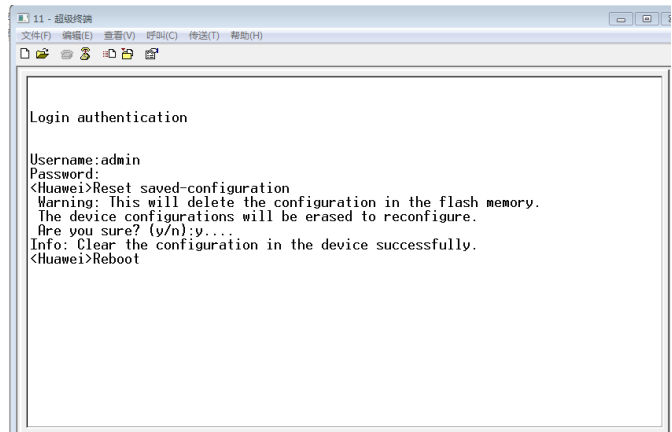 11 - 超级终端
文件(F) 编辑(E) 查看(V) 呼叫(C) 传送(T) 帮助(H)
Login authentication
Username:admin
Password:
<Huawei>Reset saved-configuration
Warning: This will delete the configuration in the flash memory.
The device configurations will be erased to reconfigure.
Are you sure? (y/n):y....
Info: Clear the configuration in the device successfully.
<Huawei>Reboot